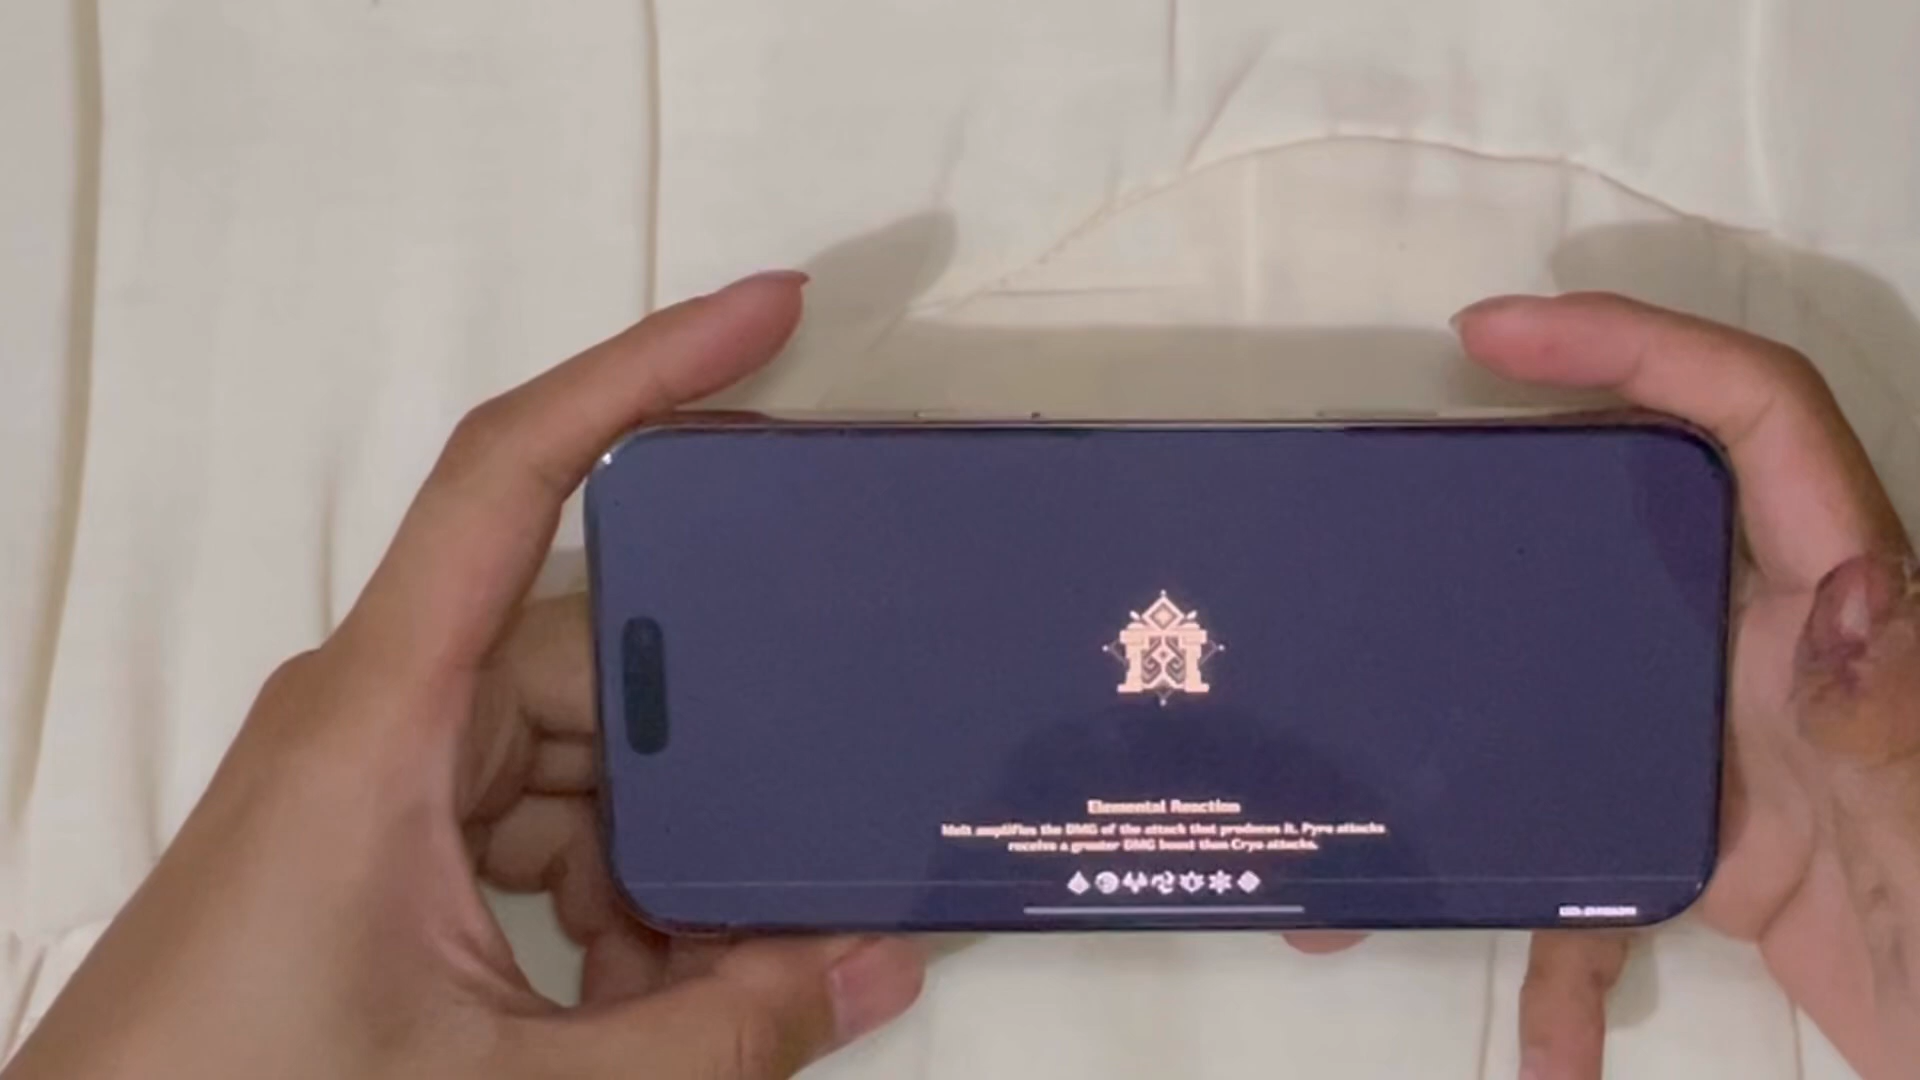 Elemental Reaction
Melt amplifies the DMG of the attack that produces it. Pyro attacks
receive a greater DMG boost than Cryo attacks.
UID: